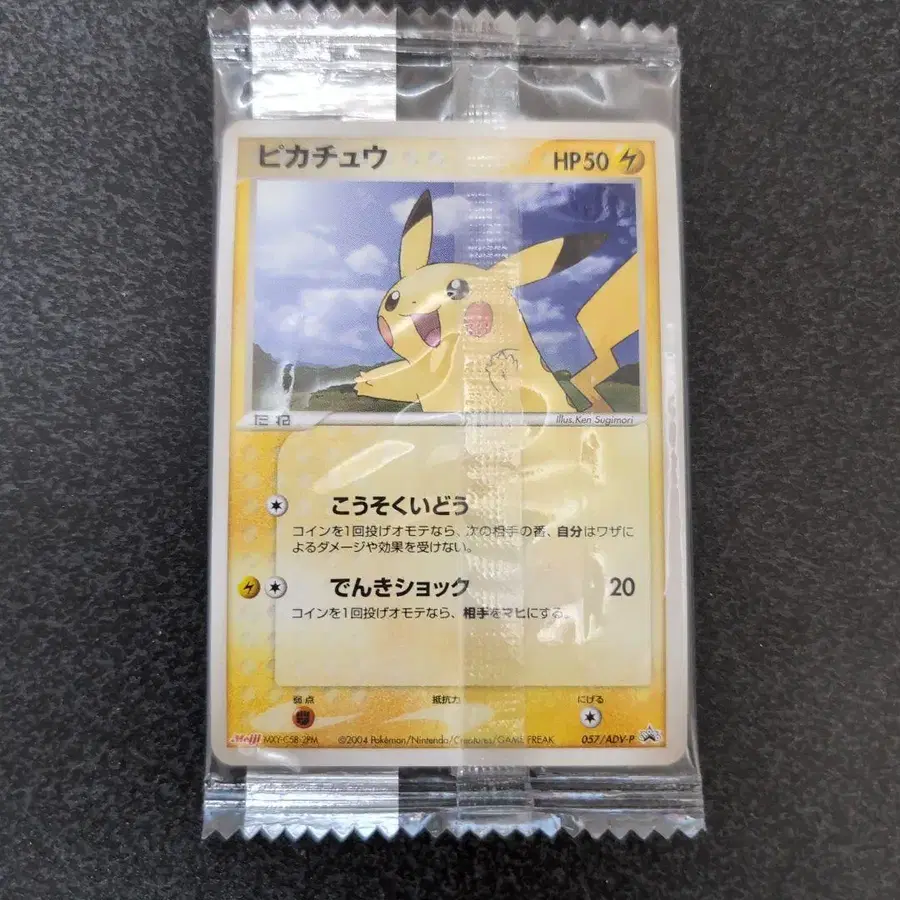 ピカチュウ
HP50
たね
Illus. Ken Sugimori
こうそくいどう
コインを1回投げオモテなら、次の相手の番、自分はワザに
よるダメージや効果を受けない。
でんきショック 20
コインを1回投げオモテなら、相手をマヒにする。
弱点 抵抗力 にげる
Meiji MXY-C5B-2PM ©2004 Pokémon/Nintendo/Creatures/GAME FREAK 057/ADV-P